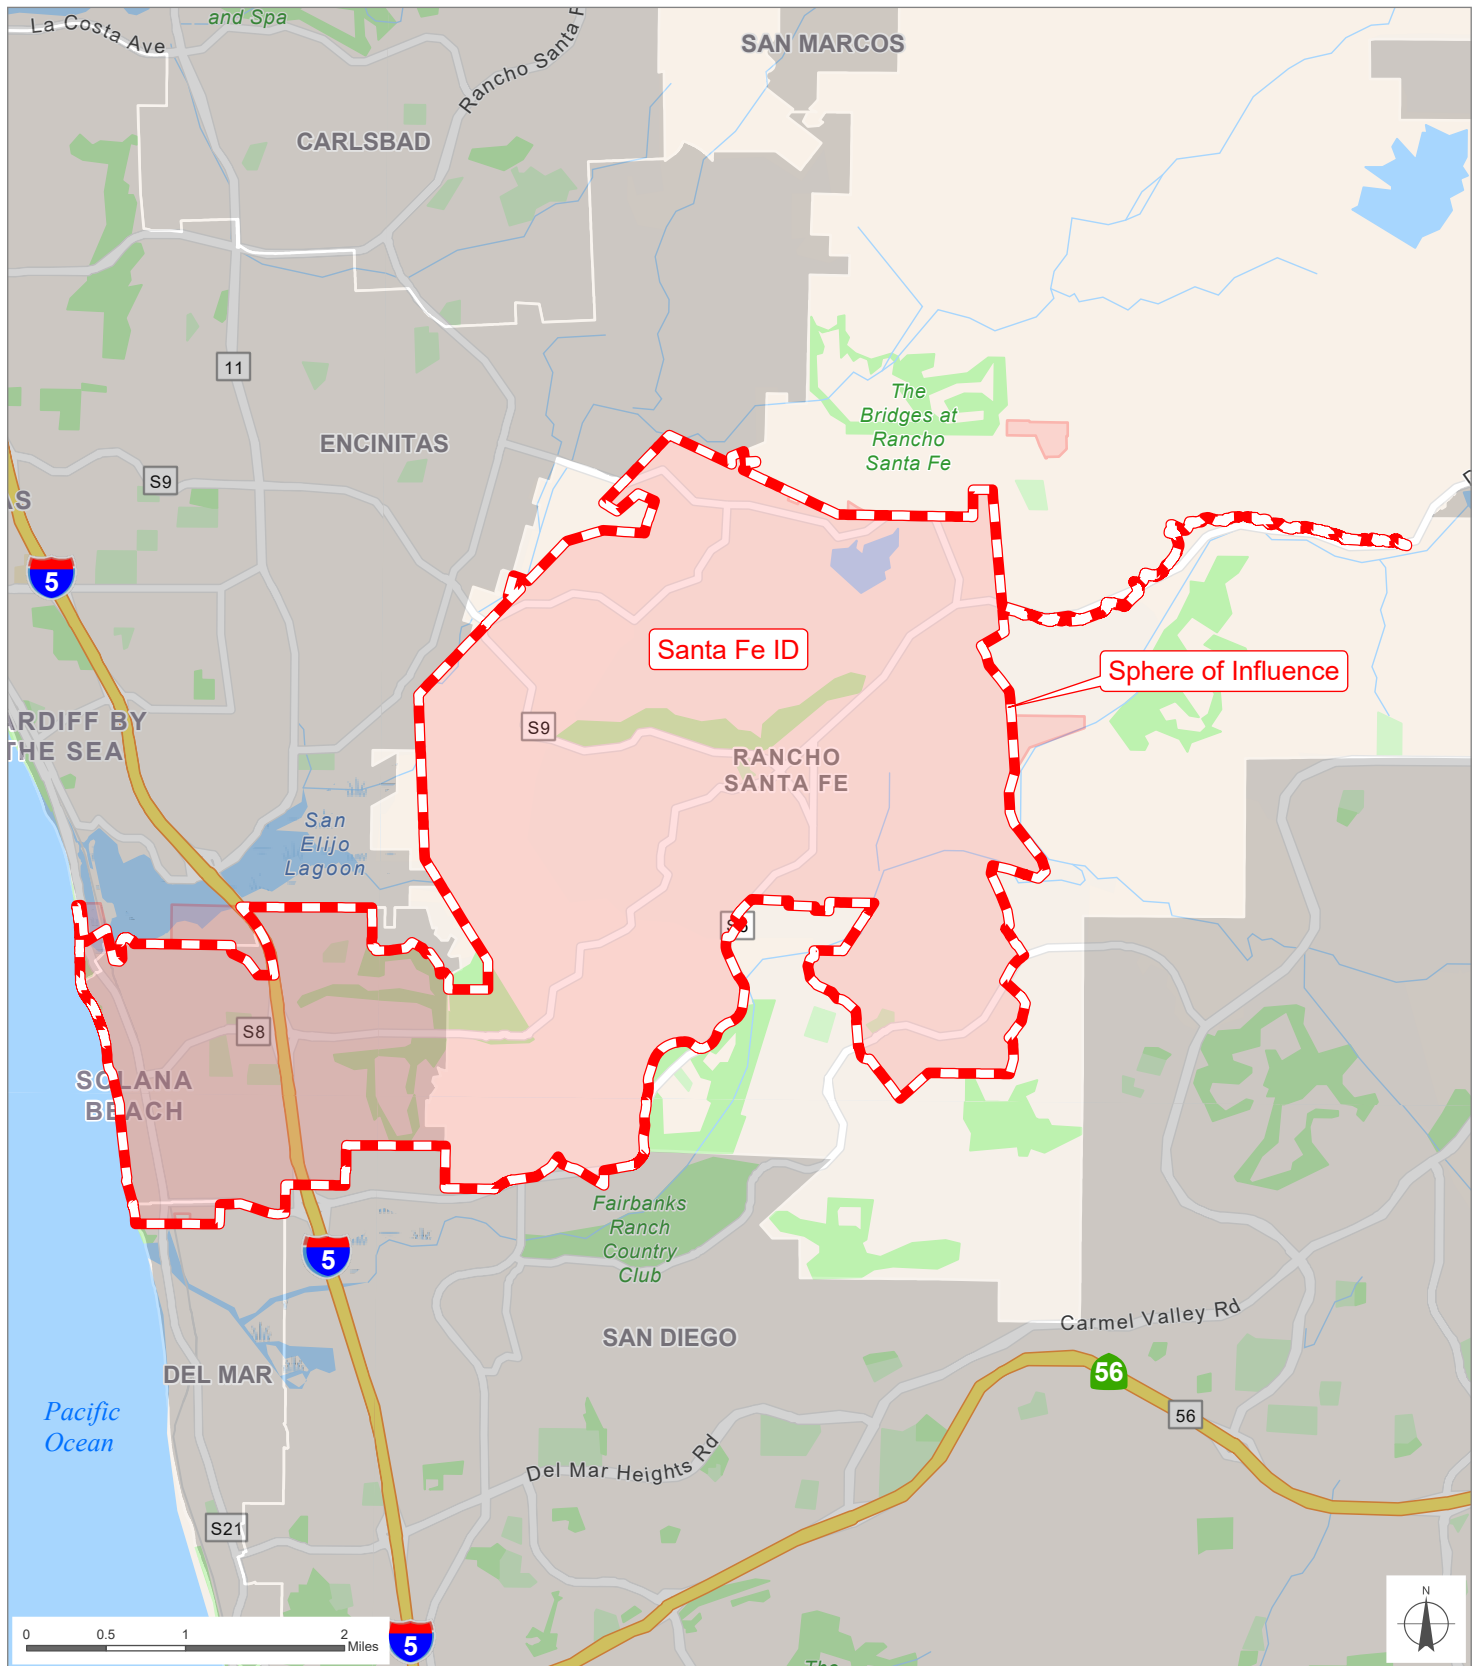 La Costa Ave
and Spa
Rancho Santa F
SAN MARCOS
CARLSBAD
11
ENCINITAS
S9
AS
The
Bridges at
Rancho
Santa Fe
5
Santa Fe ID
Sphere of Influence
ARDIFF BY
THE SEA
S9
RANCHO
SANTA FE
San
Elijo
Lagoon
S8
SOLANA
BEACH
Fairbanks
Ranch
Country
Club
5
SAN DIEGO
Carmel Valley Rd
DEL MAR
56
56
Pacific
Ocean
Del Mar Heights Rd
S21
N
0
0.5
1
2
Miles
5
The